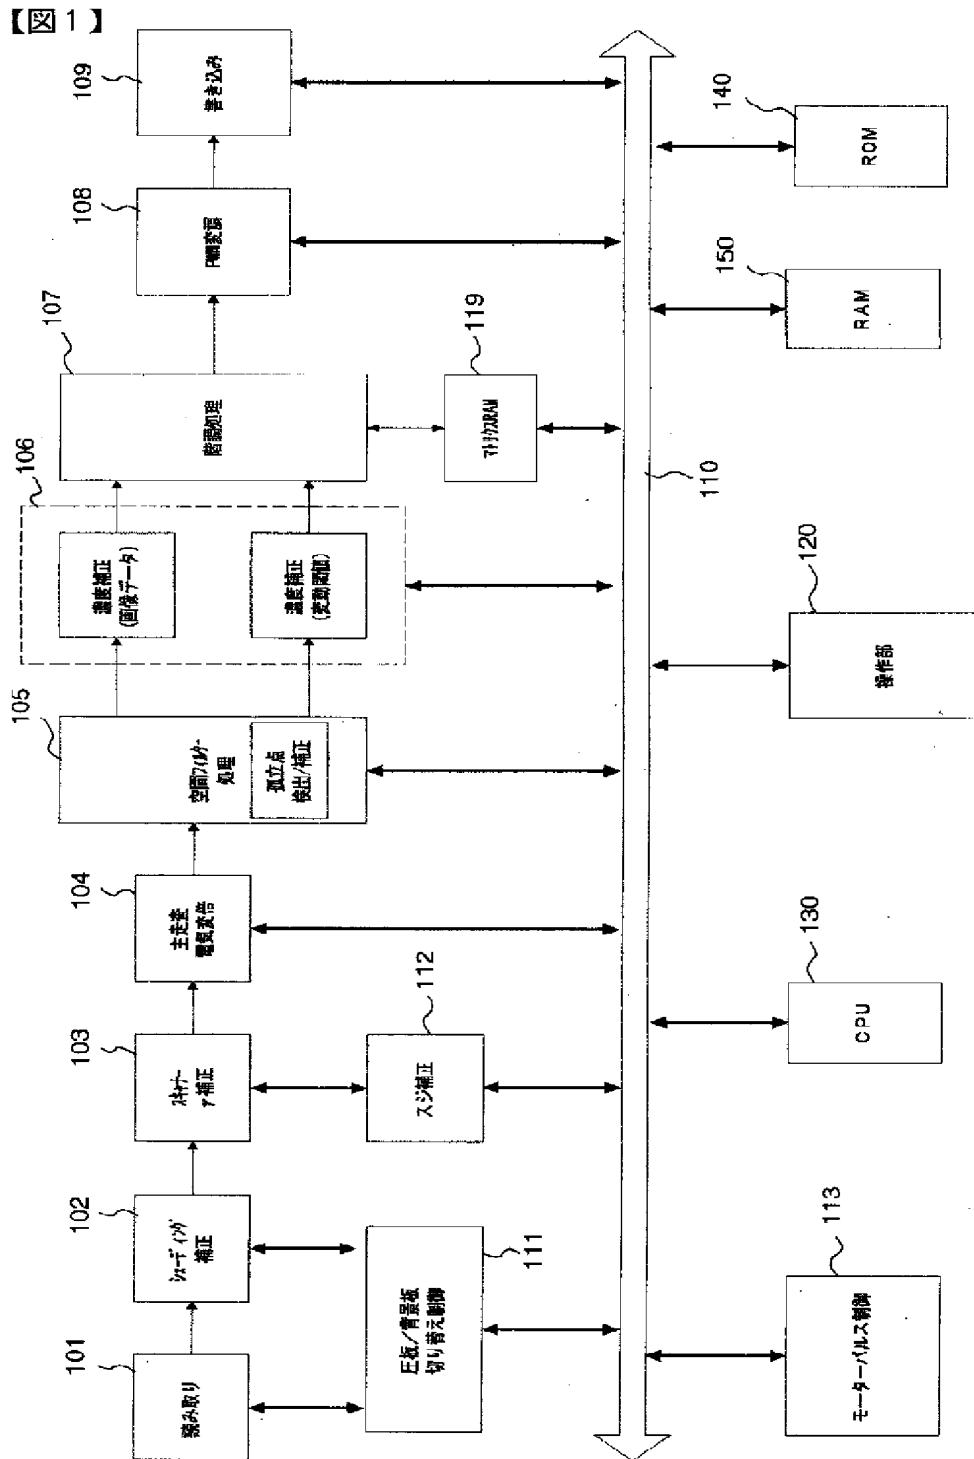 【図１】
101
読み取り
102
シェーディング
補正
103
スキャナー
γ補正
104
主走査
電気変倍
105
空間フィルター
処理
孤立点
検出/補正
106
濃度補正
(画像データ)
濃度補正
(変動閾値)
107
階調処理
108
PWM変調
109
書き込み
111
圧板／背景板
切り替え制御
112
スジ補正
119
マトリクスRAM
110
113
モーターパルス制御
130
CPU
120
操作部
150
RAM
140
ROM